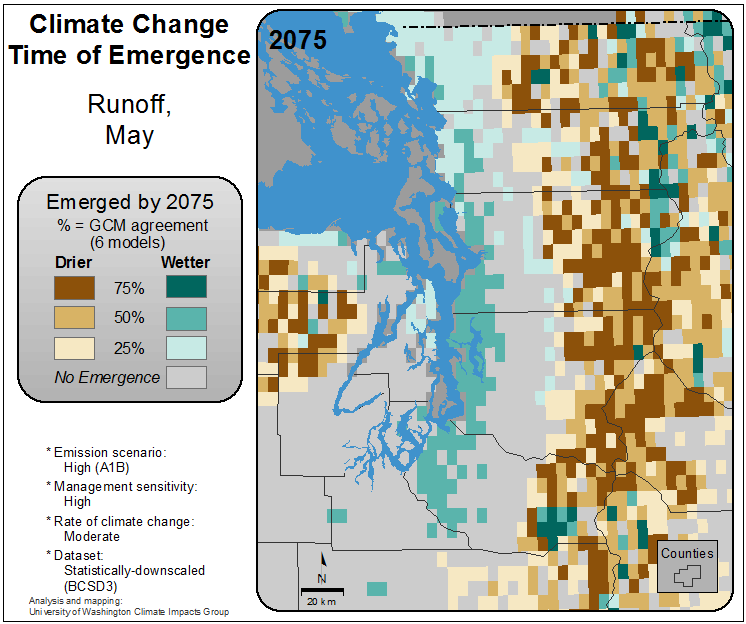 Climate Change
Time of Emergence
Runoff,
May
Emerged by 2075
% = GCM agreement
(6 models)
Drier Wetter
75%
50%
25%
No Emergence
* Emission scenario:
High (A1B)
* Management sensitivity:
High
* Rate of climate change:
Moderate
* Dataset:
Statistically-downscaled
(BCSD3)
Analysis and mapping:
University of Washington Climate Impacts Group
2075
N
20 km
Counties